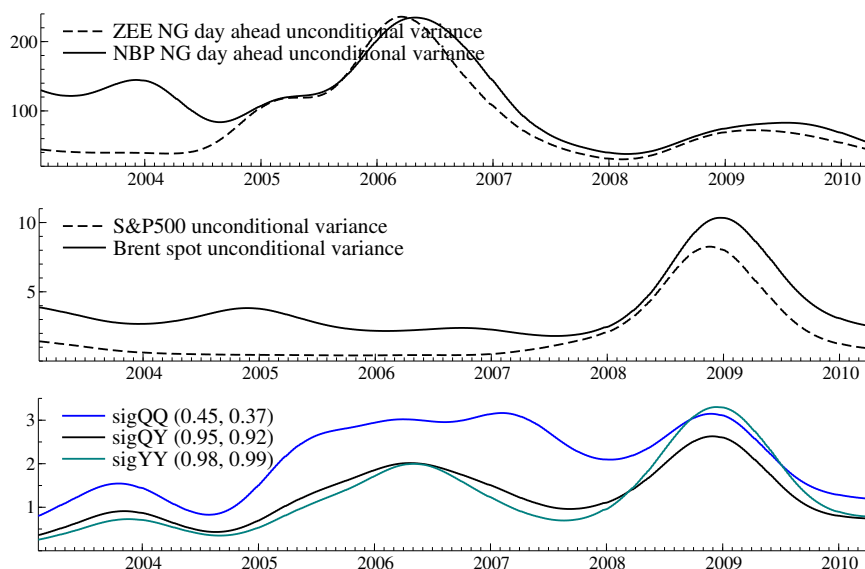 200
100
ZEE NG day ahead unconditional variance
NBP NG day ahead unconditional variance
2004 2005 2006 2007 2008 2009 2010
10
5
S&P500 unconditional variance
Brent spot unconditional variance
2004 2005 2006 2007 2008 2009 2010
3
2
1
sigQQ (0.45, 0.37)
sigQY (0.95, 0.92)
sigYY (0.98, 0.99)
2004 2005 2006 2007 2008 2009 2010